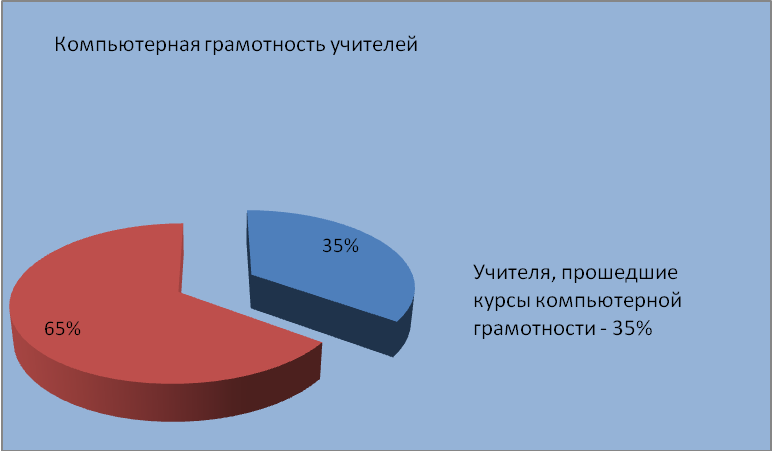 Компьютерная грамотность учителей
35%
65%
Учителя, прошедшие
курсы компьютерной
грамотности - 35%